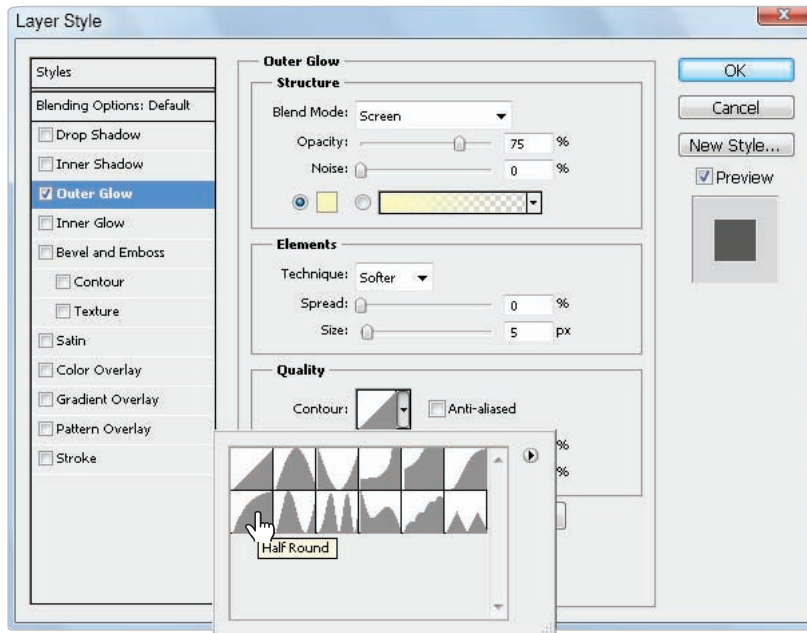 Layer Style
Styles
Blending Options: Default
Drop Shadow
Inner Shadow
Outer Glow
Inner Glow
Bevel and Emboss
Contour
Texture
Satin
Color Overlay
Gradient Overlay
Pattern Overlay
Stroke
Outer Glow
Structure
Blend Mode: Screen
Opacity: 75 %
Noise: 0 %
Elements
Technique: Softer
Spread: 0 %
Size: 5 px
Quality
Contour: Anti-aliased
%
%
Half Round
OK
Cancel
New Style...
Preview